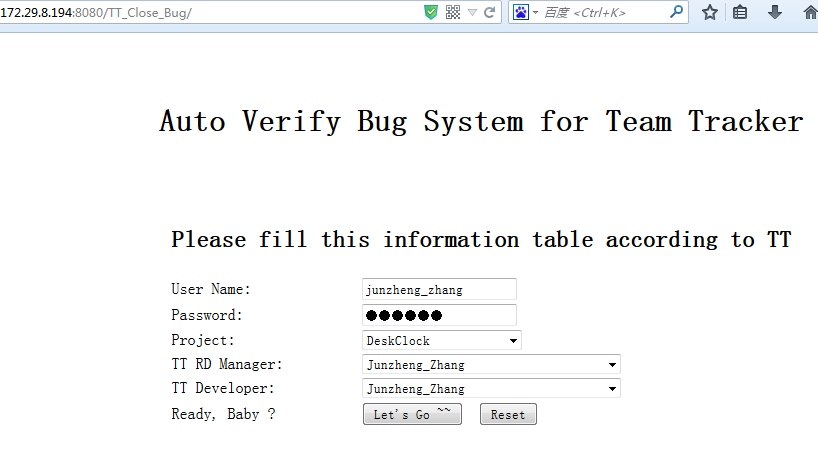 172.29.8.194:8080/TT_Close_Bug/
百度 <Ctrl+K>
Auto Verify Bug System for Team Tracker
Please fill this information table according to TT
User Name: junzheng_zhang
Password: ●●●●●●
Project: DeskClock
TT RD Manager: Junzheng_Zhang
TT Developer: Junzheng_Zhang
Ready, Baby ? Let's Go ~~ Reset